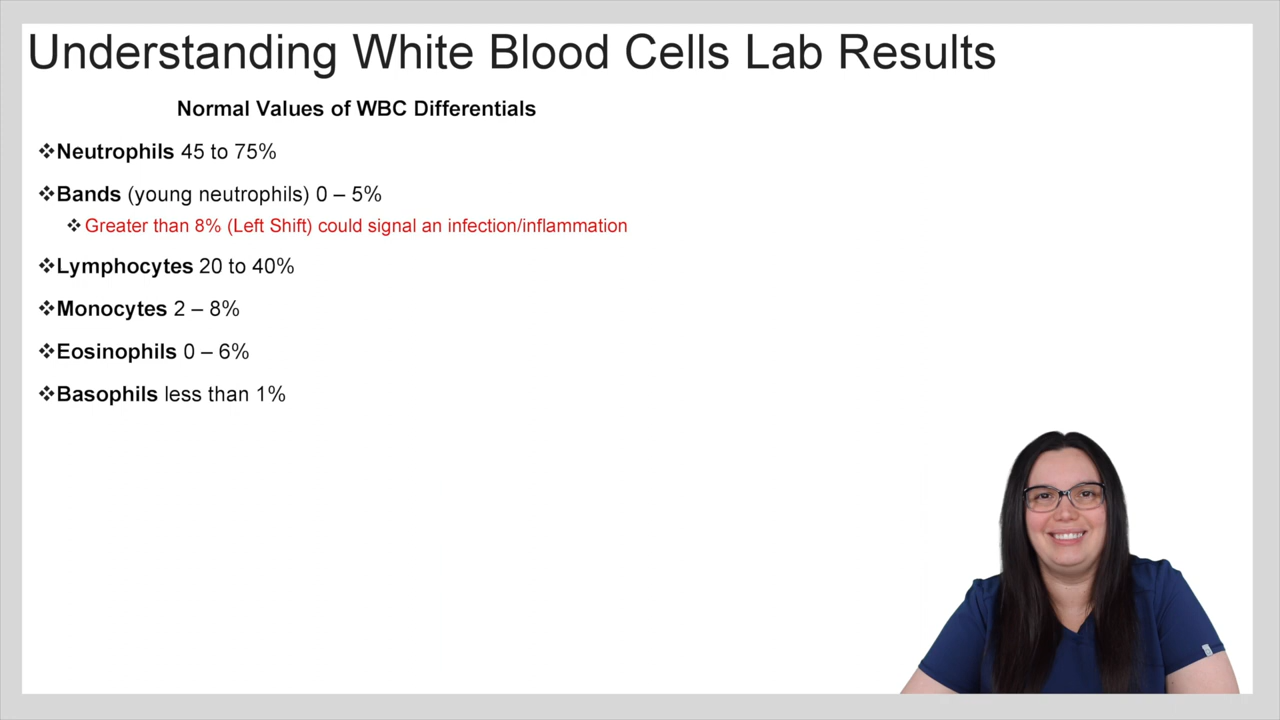 Understanding White Blood Cells Lab Results
Normal Values of WBC Differentials
❖Neutrophils 45 to 75%
❖Bands (young neutrophils) 0 – 5%
❖Greater than 8% (Left Shift) could signal an infection/inflammation
❖Lymphocytes 20 to 40%
❖Monocytes 2 – 8%
❖Eosinophils 0 – 6%
❖Basophils less than 1%